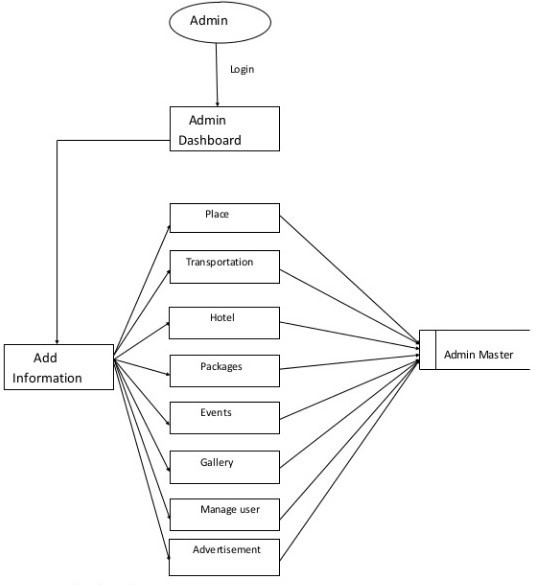 Admin
Login
Admin
Dashboard
Place
Transportation
Hotel
Add
Information
Admin Master
Packages
Events
Gallery
Manage user
Advertisement